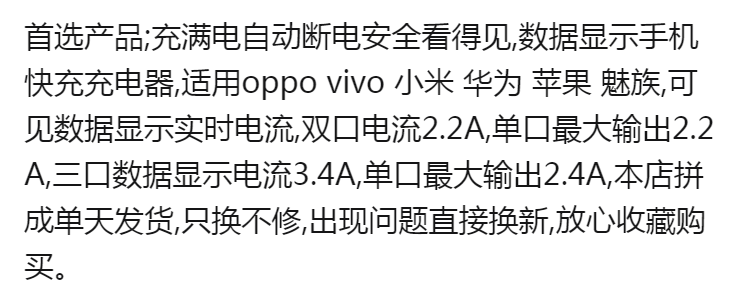 首选产品;充满电自动断电安全看得见,数据显示手机
快充充电器,适用oppo vivo 小米 华为 苹果 魅族,可
见数据显示实时电流,双口电流2.2A,单口最大输出2.2
A,三口数据显示电流3.4A,单口最大输出2.4A,本店拼
成单天发货,只换不修,出现问题直接换新,放心收藏购
买。